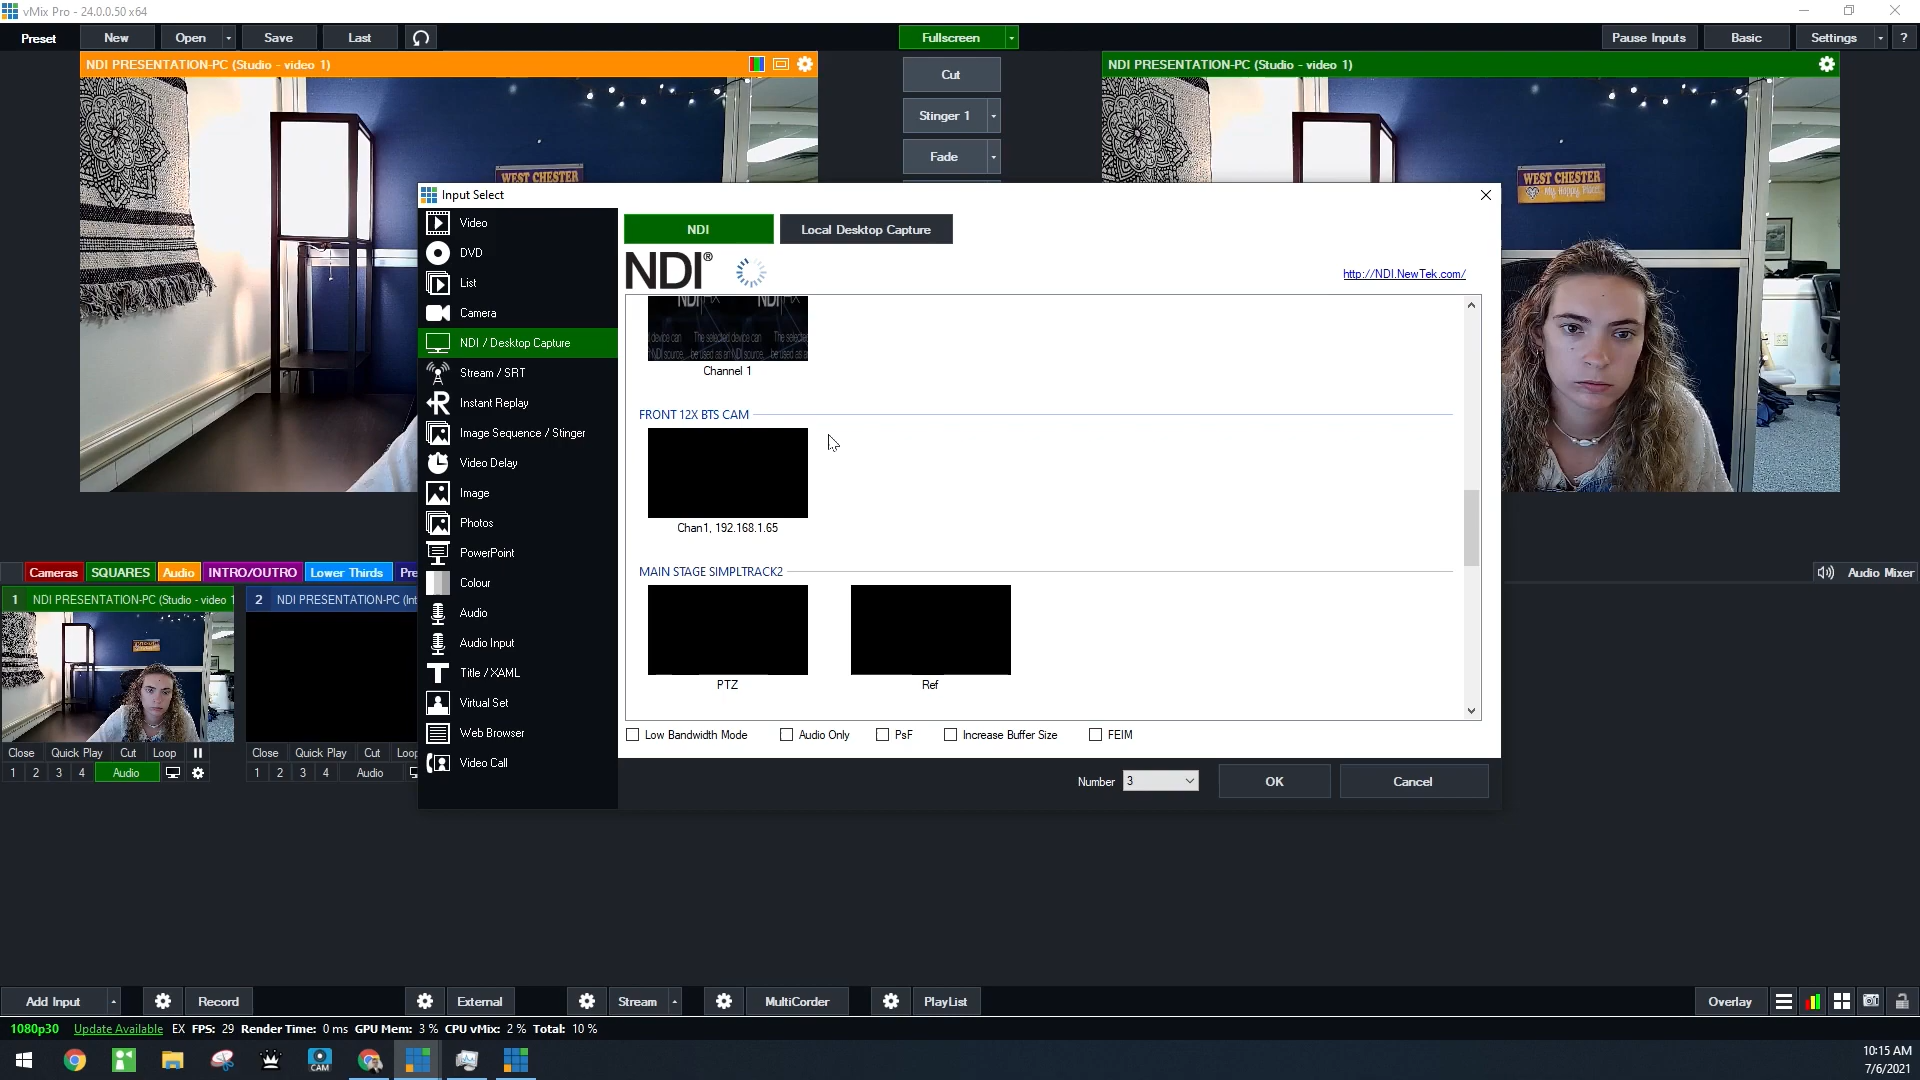 vMix Pro - 24.0.0.50 x64
Preset New Open Save Last Fullscreen Pause Inputs Basic Settings ?
NDI PRESENTATION-PC (Studio - video 1)
NDI PRESENTATION-PC (Studio - video 1)
Cut
Stinger 1
Fade
WEST CHESTER
WEST CHESTER
My Happy Place!
Input Select
Video
DVD
List
Camera
NDI / Desktop Capture
Stream / SRT
Instant Replay
Image Sequence / Stinger
Video Delay
Image
Photos
PowerPoint
Colour
Audio
Audio Input
Title / XAML
Virtual Set
Web Browser
Video Call
NDI Local Desktop Capture
NDI® http://NDI.NewTek.com/
Channel 1
FRONT 12X BTS CAM
Chan1, 192.168.1.65
MAIN STAGE SIMPLTRACK2
PTZ Ref
Low Bandwidth Mode Audio Only PsF Increase Buffer Size FEIM
Number 3 OK Cancel
Cameras SQUARES Audio INTRO/OUTRO Lower Thirds Pre
Audio Mixer
1 NDI PRESENTATION-PC (Studio - video 1
2 NDI PRESENTATION-PC (Int
Close Quick Play Cut Loop
1 2 3 4 Audio
Close Quick Play Cut Loop
1 2 3 4 Audio
Add Input Record External Stream MultiCorder PlayList Overlay
1080p30 Update Available EX FPS: 29 Render Time: 0 ms GPU Mem: 3 % CPU vMix: 2 % Total: 10 %
CAM
10:15 AM
7/6/2021